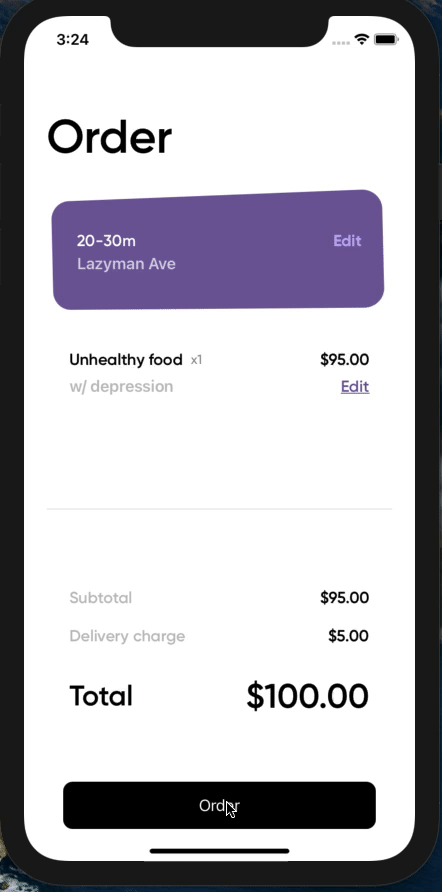 3:24
Order
20-30m Edit
Lazyman Ave
Unhealthy food x1 $95.00
w/ depression Edit
Subtotal $95.00
Delivery charge $5.00
Total $100.00
Order